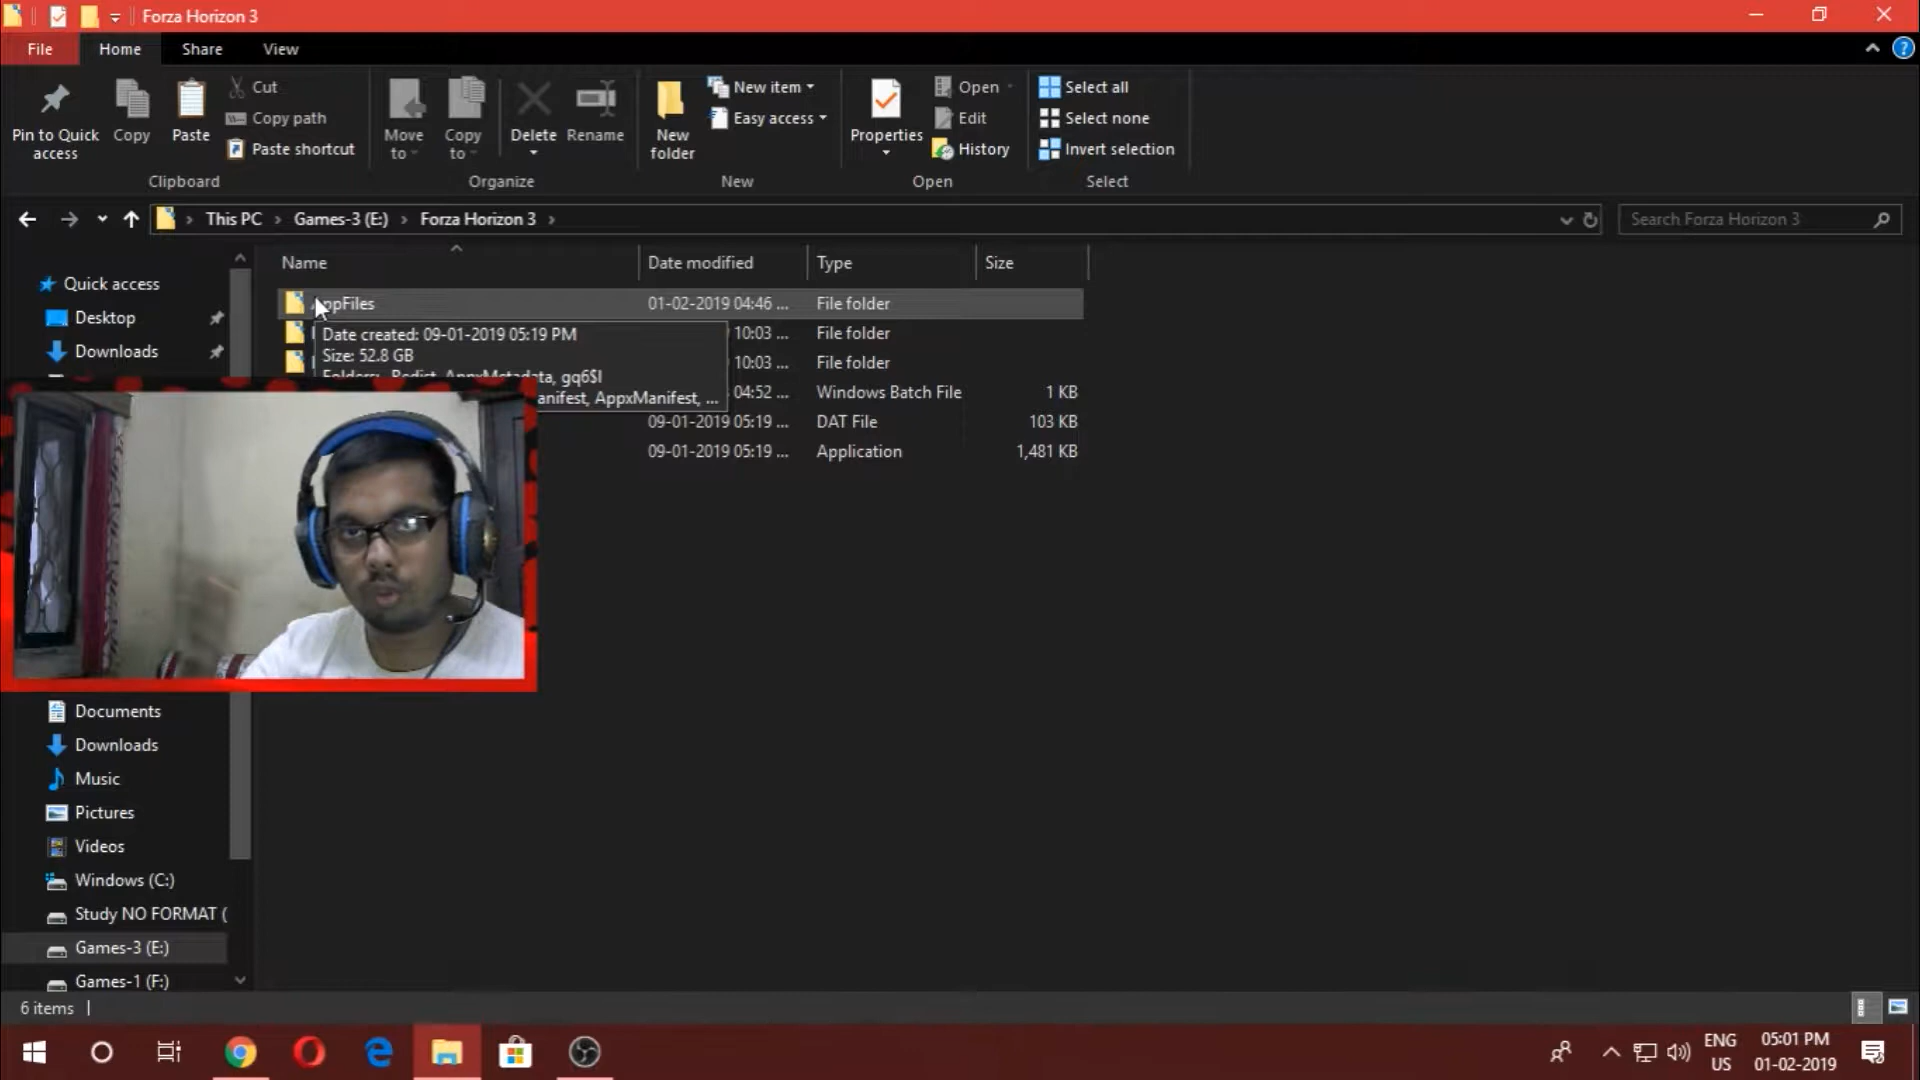 Forza Horizon 3
File Home Share View
Pin to Quick access
Copy
Paste
Cut
Copy path
Paste shortcut
Clipboard
Move to
Copy to
Delete
Rename
Organize
New folder
New item
Easy access
New
Properties
Open
Edit
History
Open
Select all
Select none
Invert selection
Select
This PC Games-3 (E:) Forza Horizon 3
Search Forza Horizon 3
Name Date modified Type Size
Quick access
Desktop
Downloads
Documents
Downloads
Music
Pictures
Videos
Windows (C:)
Study NO FORMAT (
Games-3 (E:)
Games-1 (F:)
AppFiles 01-02-2019 04:46 ... File folder
10:03 ... File folder
10:03 ... File folder
04:52 ... Windows Batch File 1 KB
09-01-2019 05:19 ... DAT File 103 KB
09-01-2019 05:19 ... Application 1,481 KB
Date created: 09-01-2019 05:19 PM
Size: 52.8 GB
Folders: _Redist, AppxMetadata, gq6$I
anifest, AppxManifest, ...
6 items
ENG
US
05:01 PM
01-02-2019